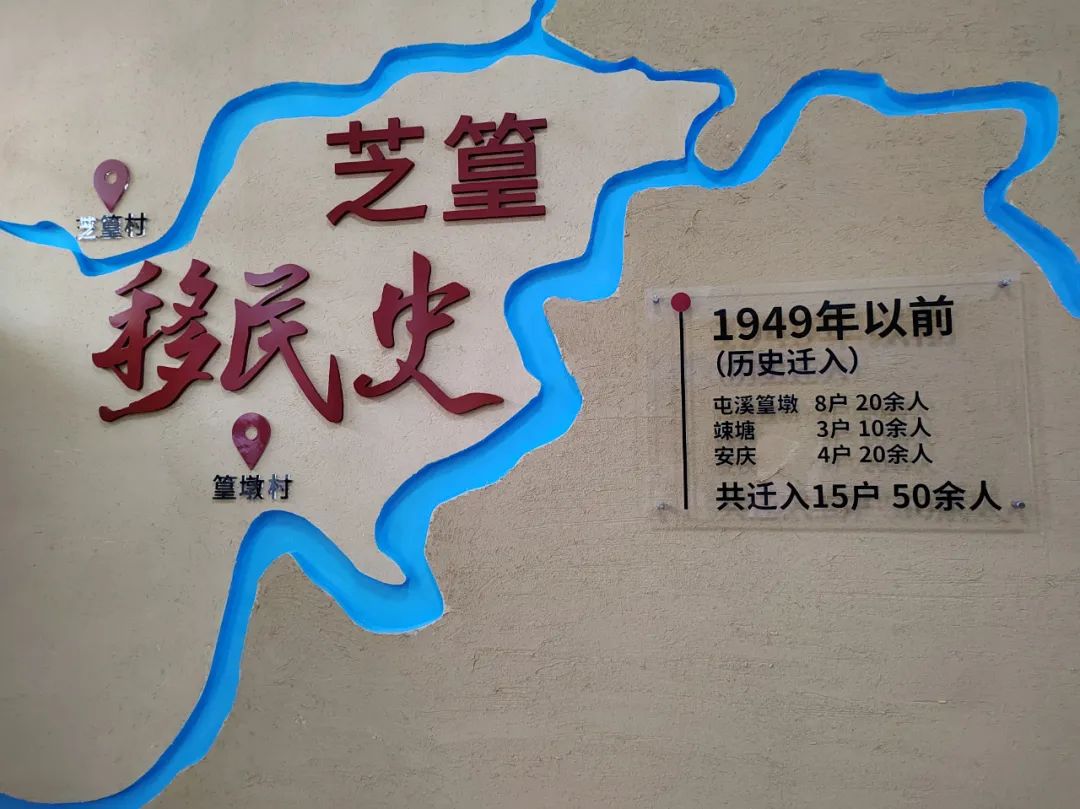 芝篁
芝篁村
移民史
篁墩村
1949年以前
(历史迁入)
屯溪篁墩 8户 20余人
竦塘 3户 10余人
安庆 4户 20余人
共迁入15户 50余人